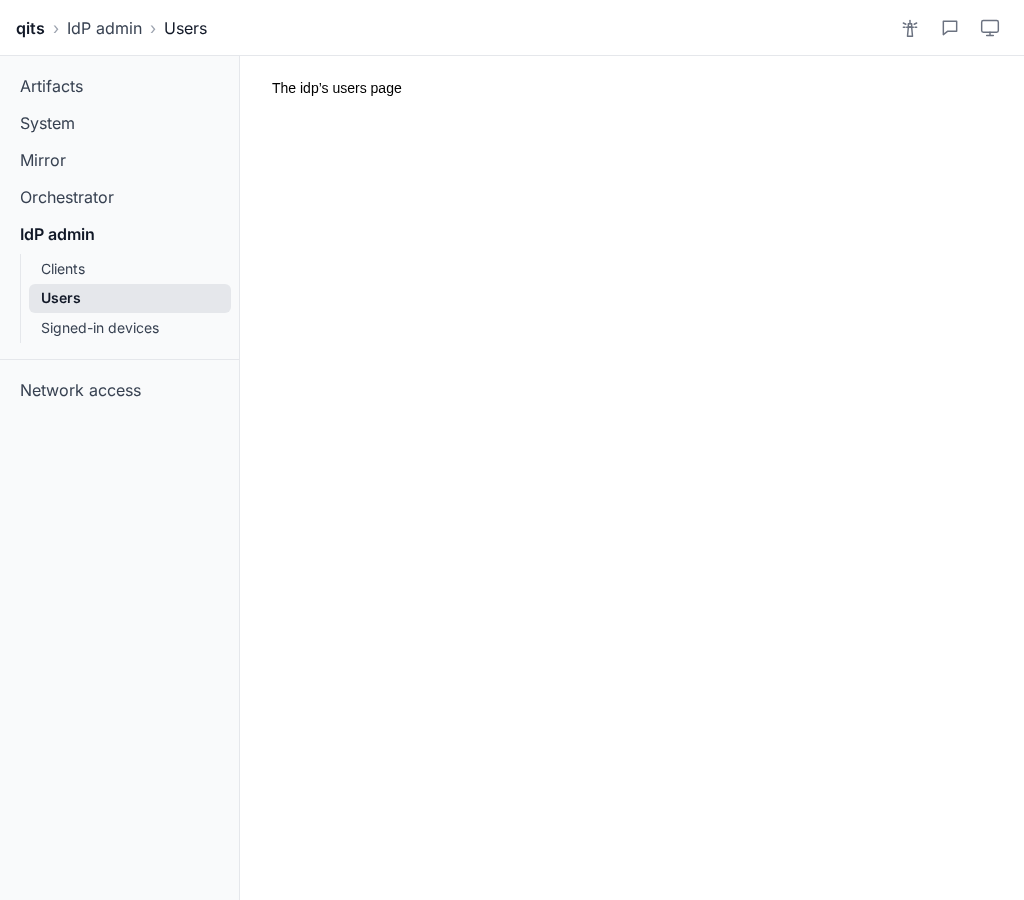 qits › IdP admin › Users
Artifacts
System
Mirror
Orchestrator
IdP admin
Clients
Users
Signed-in devices
Network access
The idp’s users page